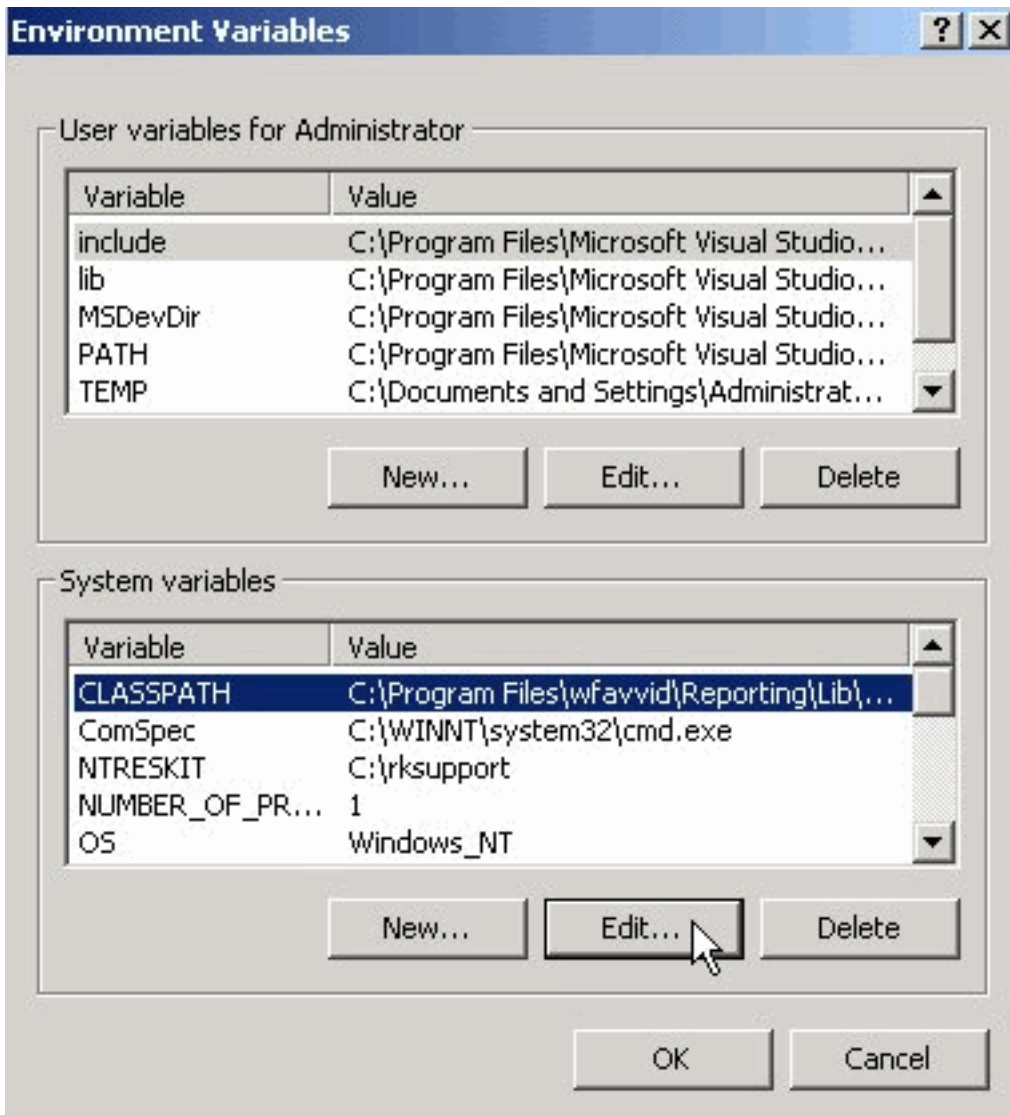 Environment Variables
User variables for Administrator
Variable Value
include C:\Program Files\Microsoft Visual Studio...
lib C:\Program Files\Microsoft Visual Studio...
MSDevDir C:\Program Files\Microsoft Visual Studio...
PATH C:\Program Files\Microsoft Visual Studio...
TEMP C:\Documents and Settings\Administrat...
New... Edit... Delete
System variables
Variable Value
CLASSPATH C:\Program Files\wfavvid\Reporting\Lib\...
ComSpec C:\WINNT\system32\cmd.exe
NTRESKIT C:\rksupport
NUMBER_OF_PR... 1
OS Windows_NT
New... Edit... Delete
OK Cancel